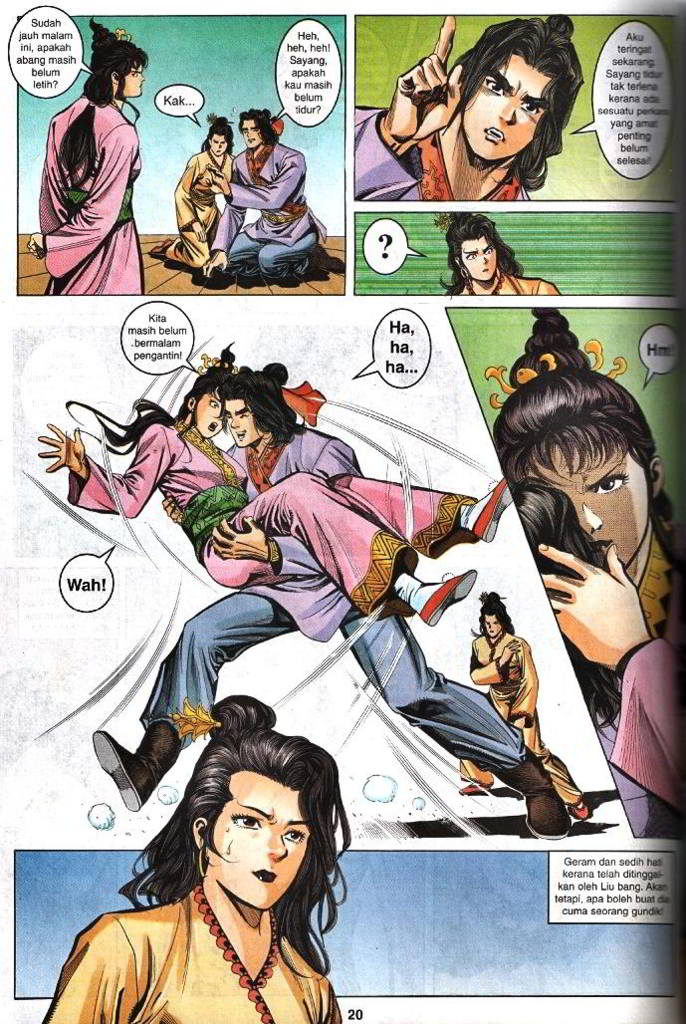 Sudah
jauh malam
ini, apakah
abang masih
belum
letih?
Kak...
Heh,
heh, heh!
Sayang,
apakah
kau masih
belum
tidur?
Aku
teringat
sekarang.
Sayang tidur
tak terlena
kerana ada
sesuatu perkara
yang amat
penting
belum
selesai!
?
Kita
masih belum
.bermalam
pengantin!
Ha,
ha,
ha...
Hm!
Wah!
Geram dan sedih hati
kerana telah ditinggal-
kan oleh Liu bang. Akan
tetapi, apa boleh buat dia
cuma seorang gundik!
20